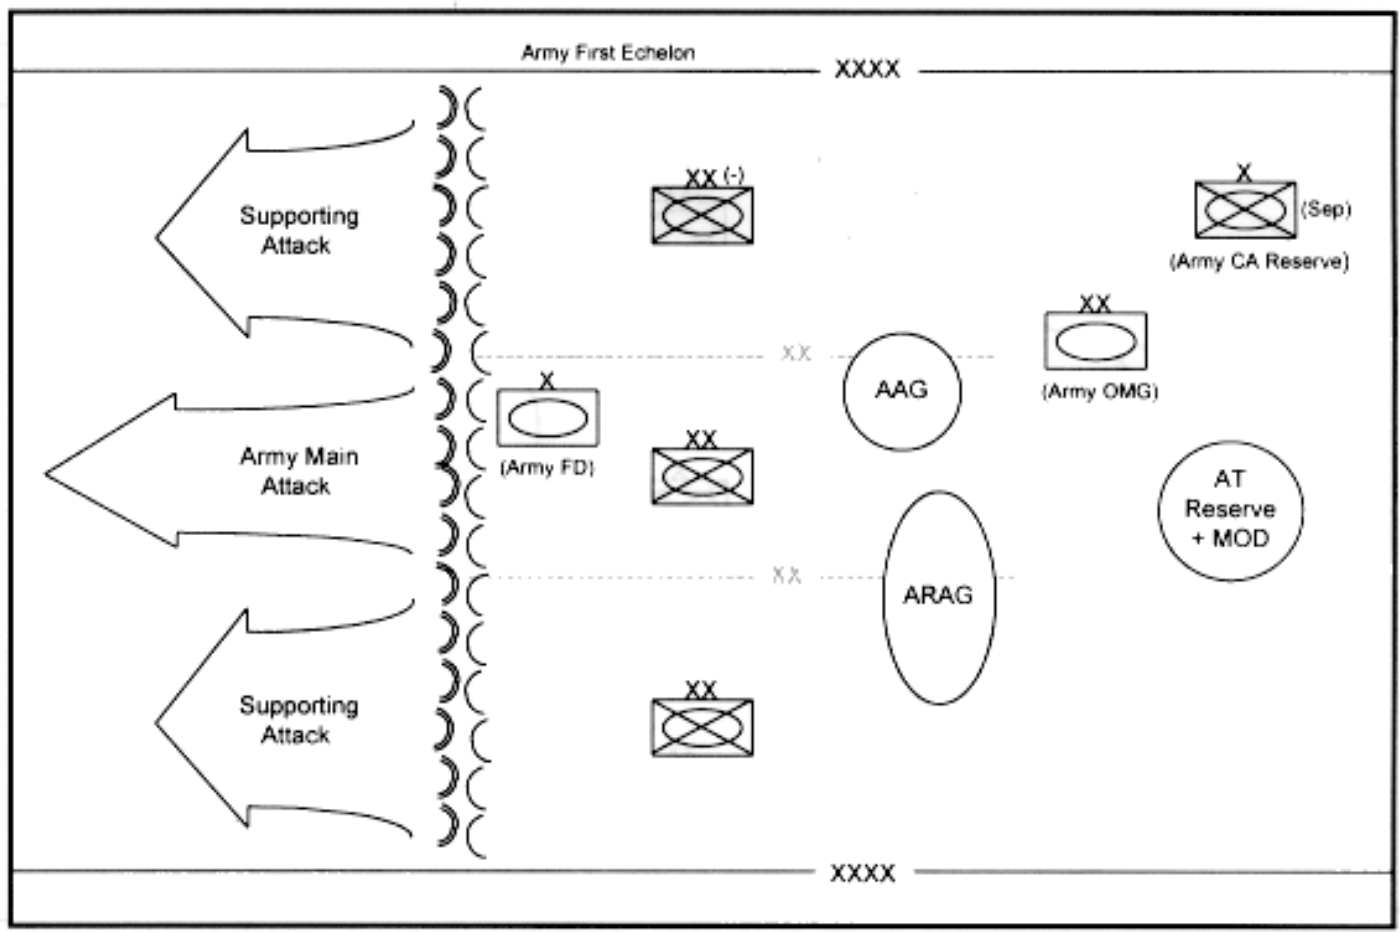 Army First Echelon
XXXX
XX (-)
X
(Sep)
(Army CA Reserve)
Supporting
Attack
XX
(Army OMG)
XX
AAG
X
(Army FD)
XX
Army Main
Attack
AT
Reserve
+ MOD
XX
ARAG
XX
Supporting
Attack
XXXX